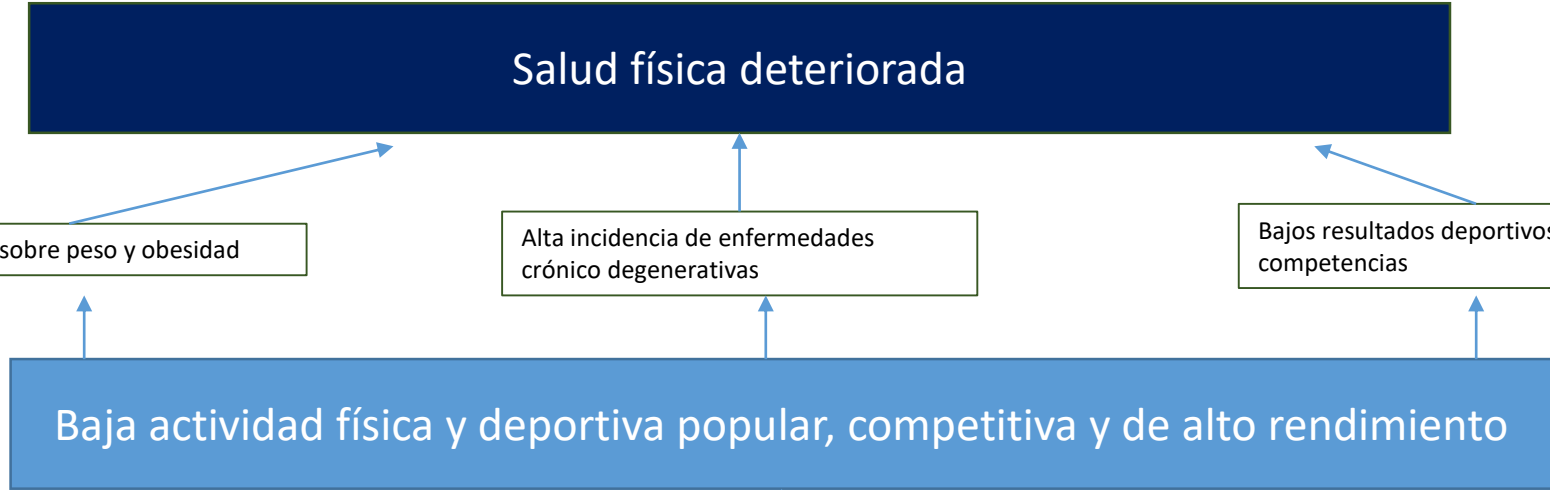 Salud física deteriorada
sobre peso y obesidad
Alta incidencia de enfermedades
crónico degenerativas
Bajos resultados deportivos
competencias
Baja actividad física y deportiva popular, competitiva y de alto rendimiento